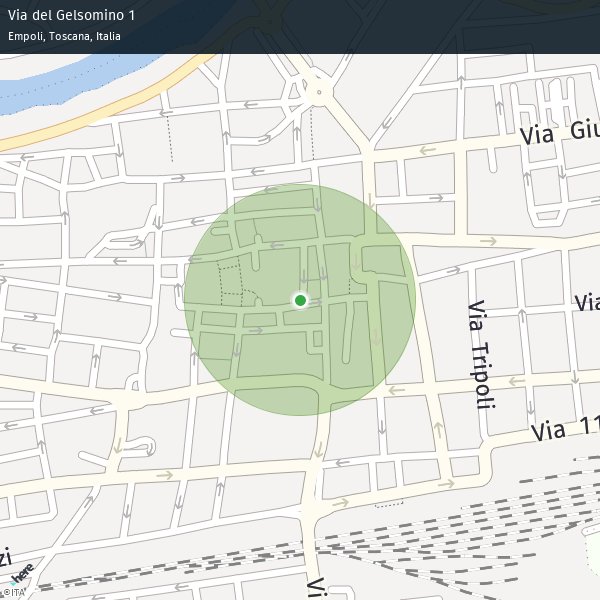 Via del Gelsomino 1
Empoli, Toscana, Italia
Via Giu
Via
Via Tripoli
Via 11
zi
here
©ITA
Vi